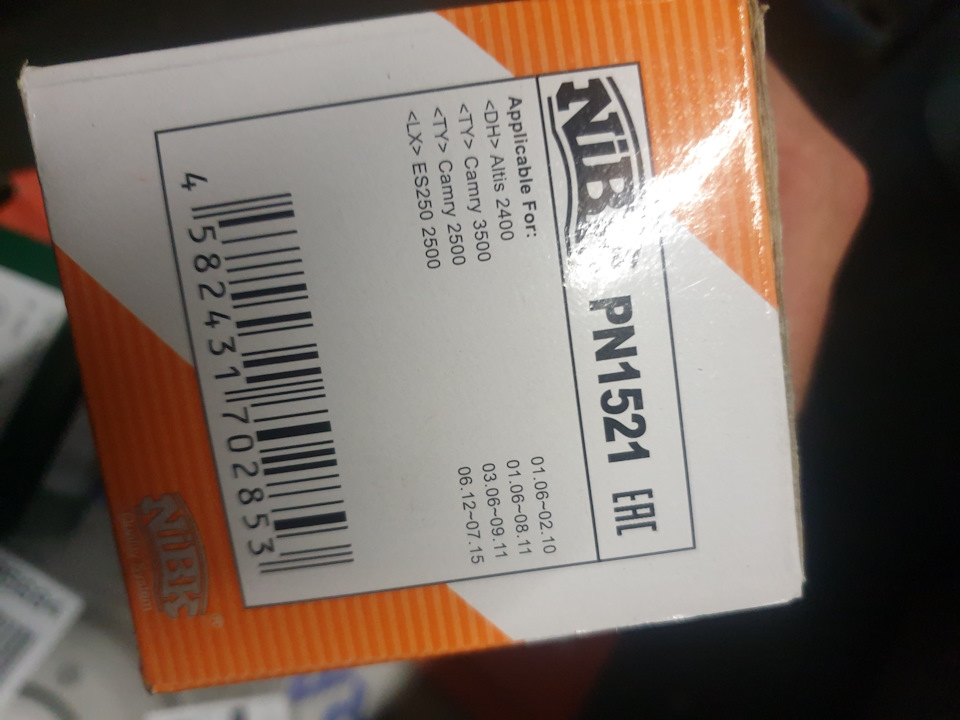 NiBK PN1521 EAC
Applicable For:
<DH> Altis 2400 01.06~02.10
<TY> Camry 3500 01.06~08.11
<TY> Camry 2500 03.06~09.11
<LX> ES250 2500 06.12~07.15
4 582431 702853
NiBK ®